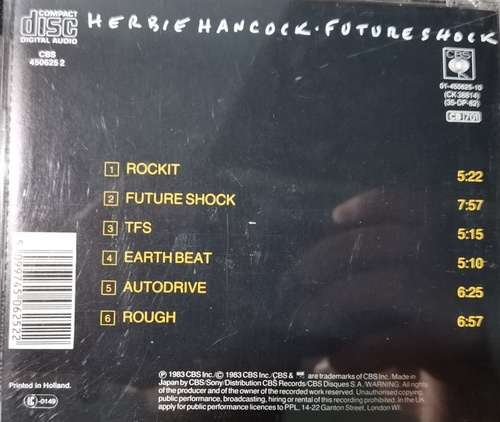 COMPACT
disc
DIGITAL AUDIO
HERBIE HANCOCK · FUTURE SHOCK
CBS
450625 2
CBS
01-450625-10
(CK 38814)
(35-DP-62)
CB 1701
1 ROCKIT 5:22
2 FUTURE SHOCK 7:57
3 TFS 5:15
4 EARTH BEAT 5:10
5 AUTODRIVE 6:25
6 ROUGH 6:57
Ⓟ 1983 CBS Inc./© 1983 CBS Inc./CBS & are trademarks of CBS Inc./Made in
Japan by CBS/Sony/Distribution CBS Records/CBS Disques S.A./WARNING. All rights
of the producer and of the owner of the recorded work reserved. Unauthorised copying,
public performance, broadcasting, hiring or rental of this recording prohibited. In the UK
apply for public performance licences to PPL, 14-22 Ganton Street, London W1.
Printed in Holland.
-0149